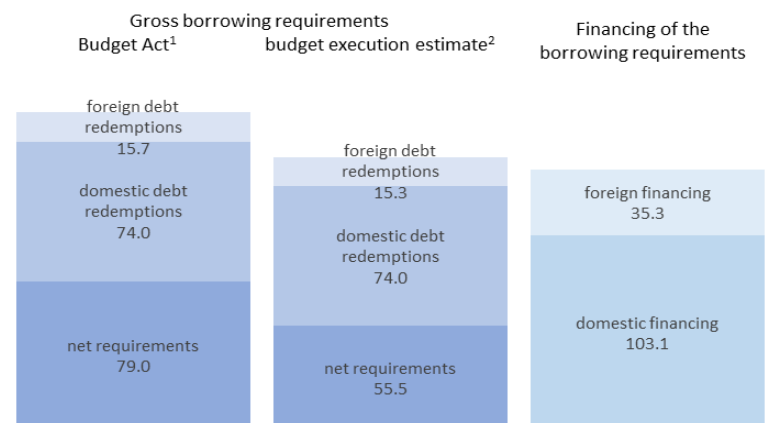 Gross borrowing requirements
Budget Act¹
budget execution estimate²
Financing of the
borrowing requirements
foreign debt
redemptions
15.7
domestic debt
redemptions
74.0
net requirements
79.0
foreign debt
redemptions
15.3
domestic debt
redemptions
74.0
net requirements
55.5
foreign financing
35.3
domestic financing
103.1